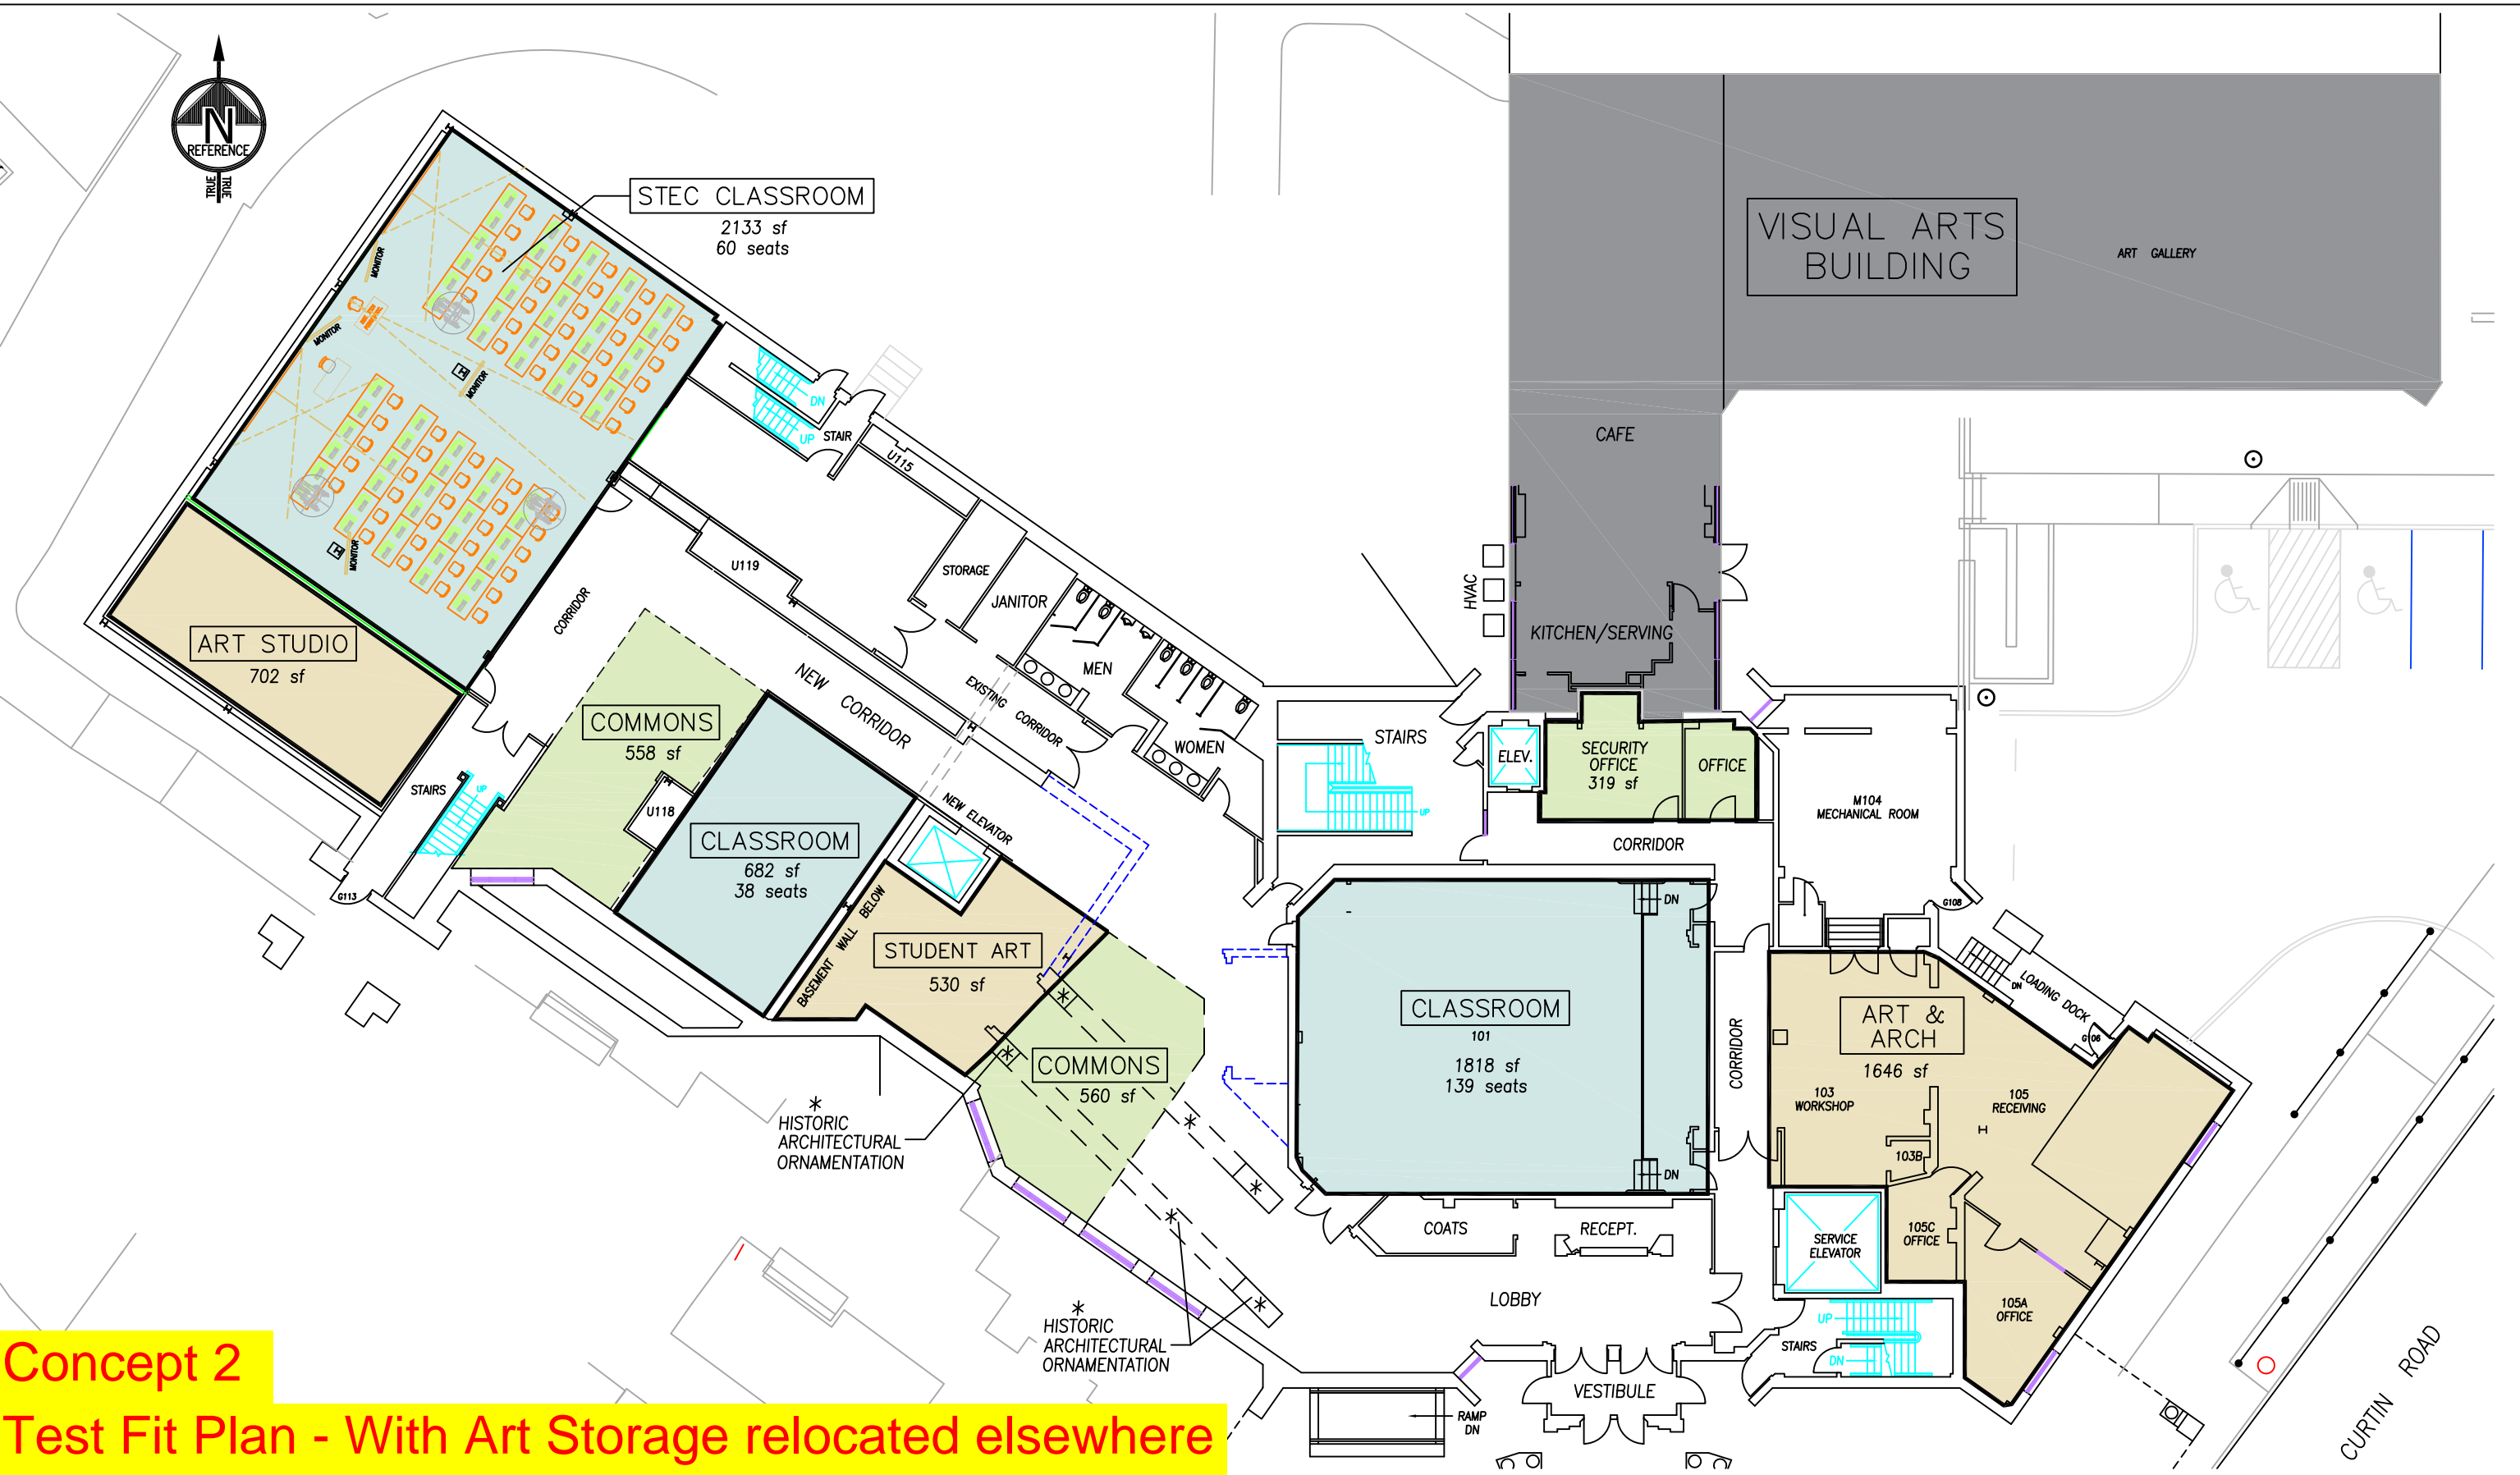 N
REFERENCE
TRUE
TRUE
STEC CLASSROOM
2133 sf
60 seats
VISUAL ARTS
BUILDING
ART GALLERY
MONITOR
MONITOR
MONITOR
MONITOR
DN
UP
STAIR
U115
CAFE
STORAGE
U119
JANITOR
HVAC
CORRIDOR
KITCHEN/SERVING
ART STUDIO
702 sf
MEN
NEW
CORRIDOR
EXISTING
CORRIDOR
COMMONS
558 sf
WOMEN
STAIRS
ELEV.
SECURITY
OFFICE
319 sf
OFFICE
STAIRS
UP
U118
NEW ELEVATOR
UP
M104
MECHANICAL ROOM
CLASSROOM
682 sf
38 seats
CORRIDOR
G113
BASEMENT WALL BELOW
DN
G108
STUDENT ART
530 sf
LOADING DOCK
DN
CLASSROOM
101
1818 sf
139 seats
ART &
ARCH
1646 sf
G106
CORRIDOR
COMMONS
560 sf
103
WORKSHOP
105
RECEIVING
*
HISTORIC
ARCHITECTURAL
ORNAMENTATION
103B
DN
COATS
RECEPT.
105C
OFFICE
SERVICE
ELEVATOR
LOBBY
105A
OFFICE
*
HISTORIC
ARCHITECTURAL
ORNAMENTATION
UP
STAIRS
DN
VESTIBULE
RAMP
DN
CURTIN ROAD
Concept 2
Test Fit Plan - With Art Storage relocated elsewhere